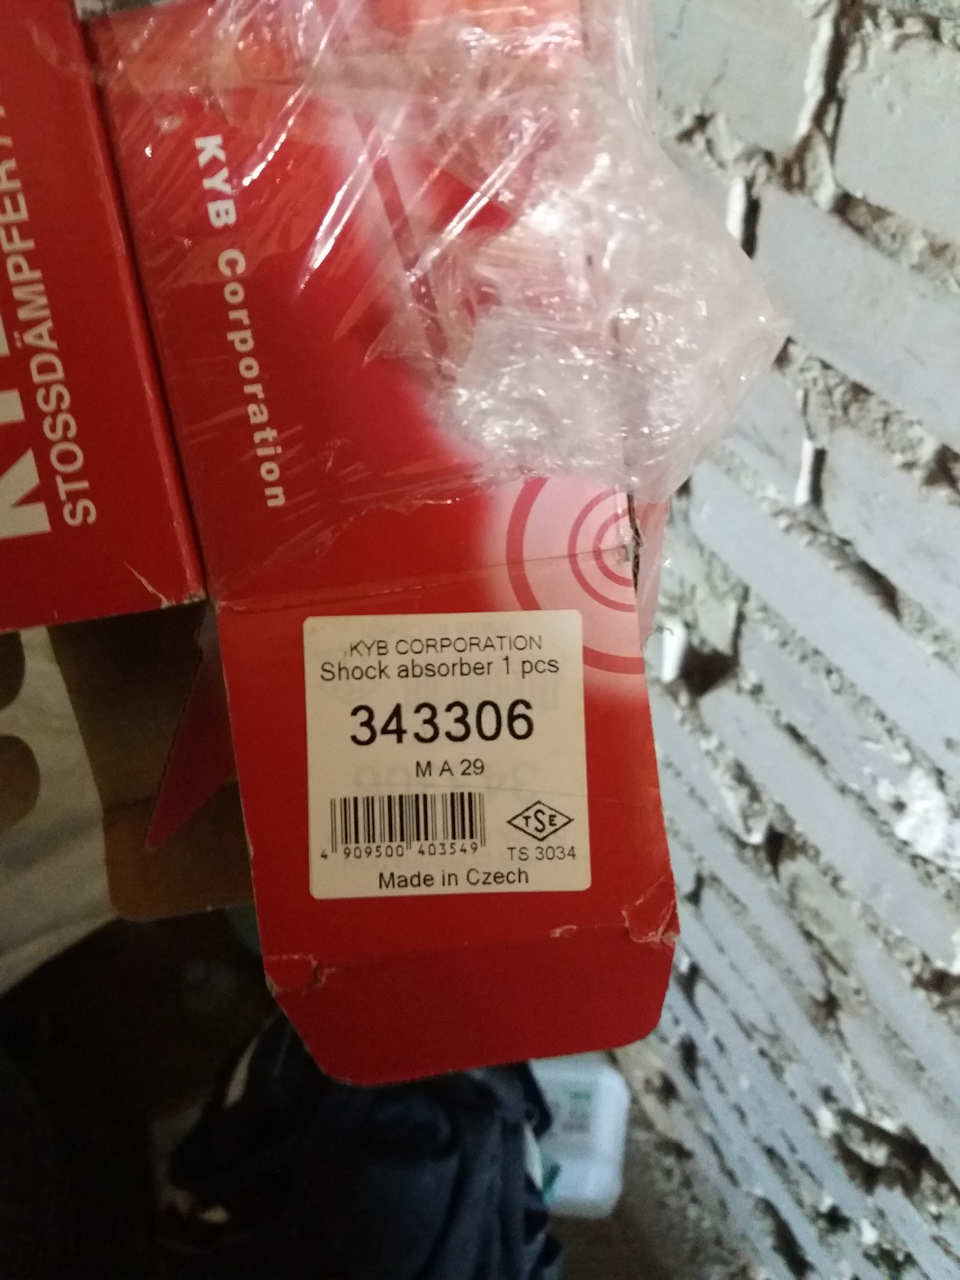 STOSSDÄMPFER
KYB Corporation
KYB CORPORATION
Shock absorber 1 pcs
343306
M A 29
4 909500 403549
TSE
TS 3034
Made in Czech